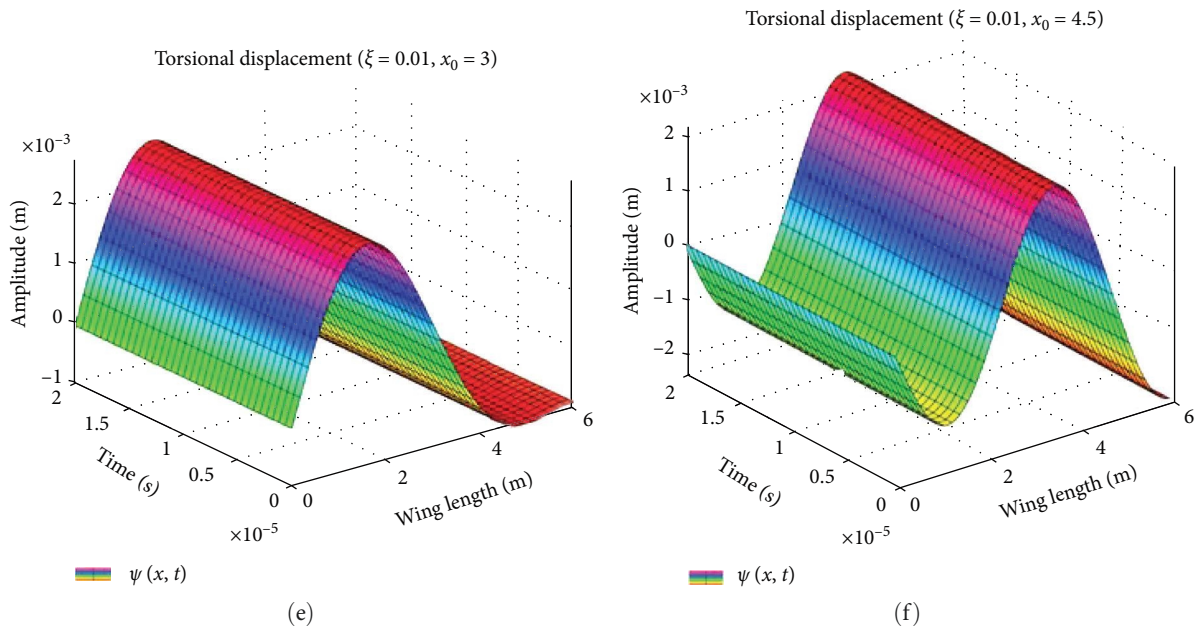 Torsional displacement (ξ = 0.01, x₀ = 3)
×10⁻³
2
1
0
−1
Amplitude (m)
2
1.5
1
0.5
0
Time (s)
×10⁻⁵
0
2
4
6
Wing length (m)
ψ (x, t)
(e)
Torsional displacement (ξ = 0.01, x₀ = 4.5)
×10⁻³
2
1
0
−1
−2
Amplitude (m)
2
1.5
1
0.5
0
Time (s)
×10⁻⁵
0
2
4
6
Wing length (m)
ψ (x, t)
(f)